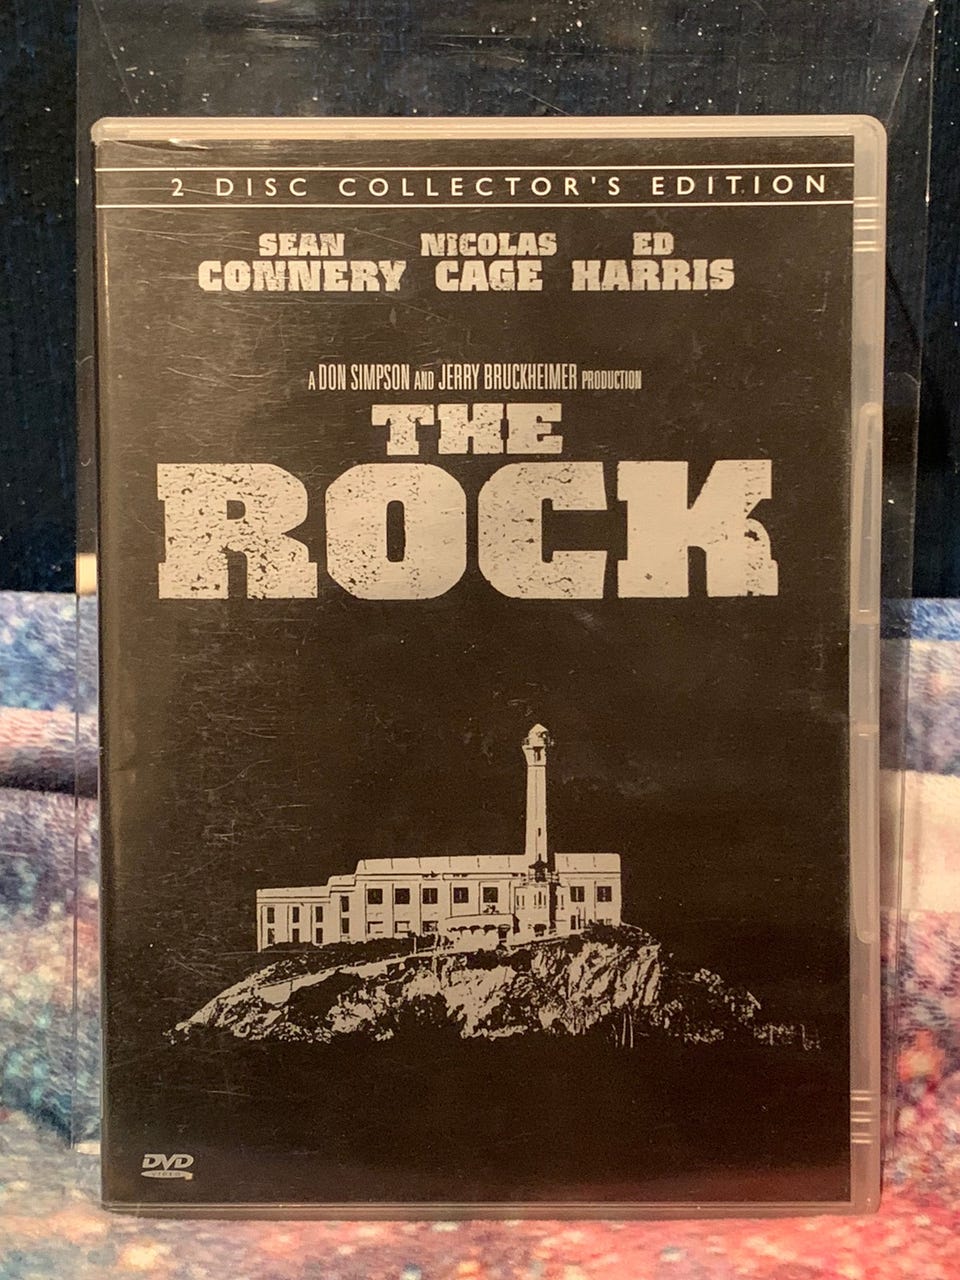 2 DISC COLLECTOR'S EDITION
SEAN NICOLAS ED
CONNERY CAGE HARRIS
A DON SIMPSON AND JERRY BRUCKHEIMER PRODUCTION
THE
ROCK
DVD
VIDEO